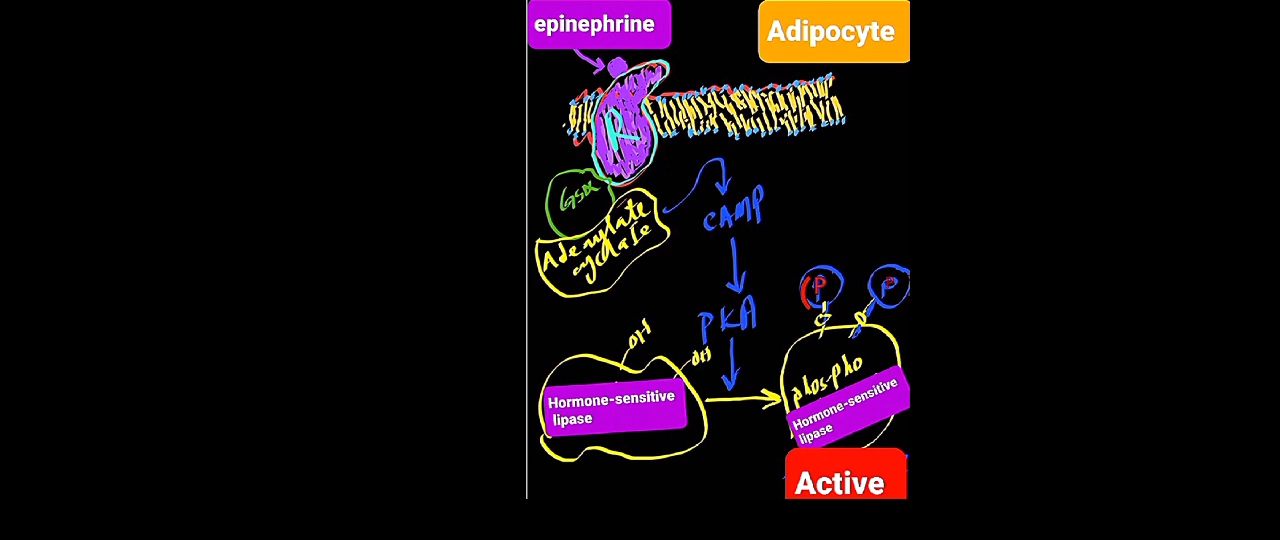 epinephrine
Adipocyte
R
Gsα
Adenylate
cyclase
cAMP
PKA
P
P
O
O
OH
OH
Hormone-sensitive
lipase
phospho
Hormone-sensitive
lipase
Active